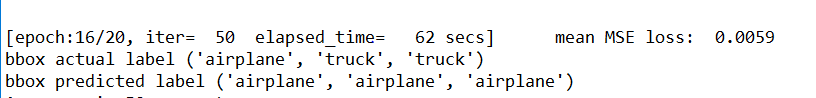 [epoch:16/20, iter=  50  elapsed_time=   62 secs]      mean MSE loss:  0.0059
bbox actual label ('airplane', 'truck', 'truck')
bbox predicted label ('airplane', 'airplane', 'airplane')